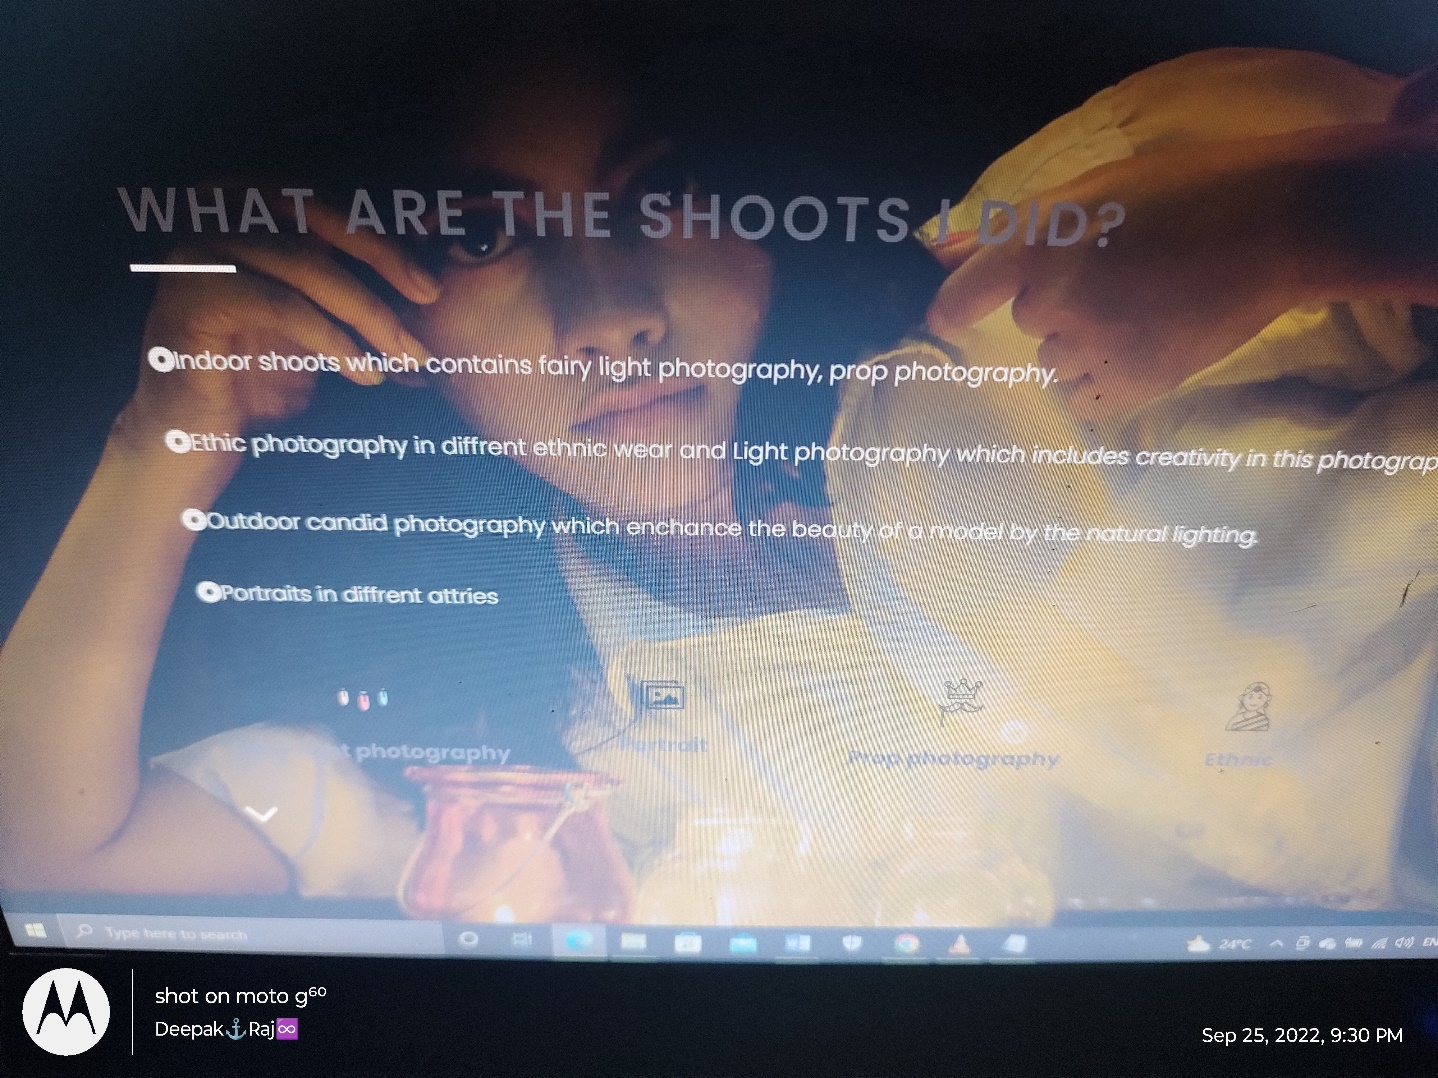 WHAT ARE THE SHOOTS I DID?
Indoor shoots which contains fairy light photography, prop photography.
Ethic photography in diffrent ethnic wear and Light photography which includes creativity in this
Outdoor candid photography which enchance the beauty of a model by the natural lighting.
Portraits in diffrent attries
photography
Portrait
Prop photography
Ethnic
Type here to search
24°C
shot on moto g⁶⁰
Deepak⚓Raj♾
Sep 25, 2022, 9:30 PM